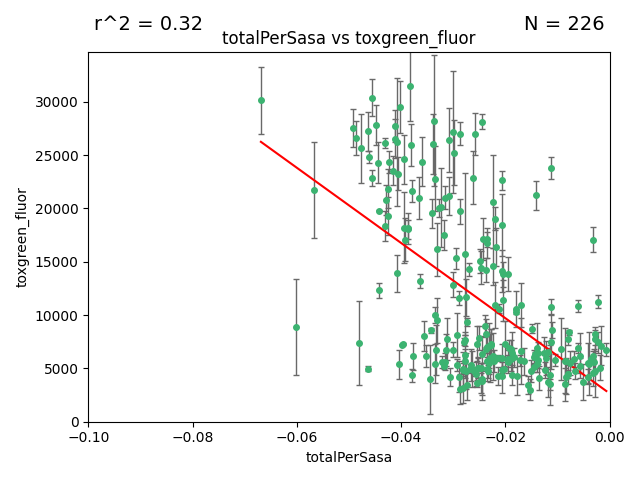 r^2 = 0.32
N = 226
totalPerSasa vs toxgreen_fluor
toxgreen_fluor
30000
25000
20000
15000
10000
5000
0
−0.10
−0.08
−0.06
−0.04
−0.02
0.00
totalPerSasa